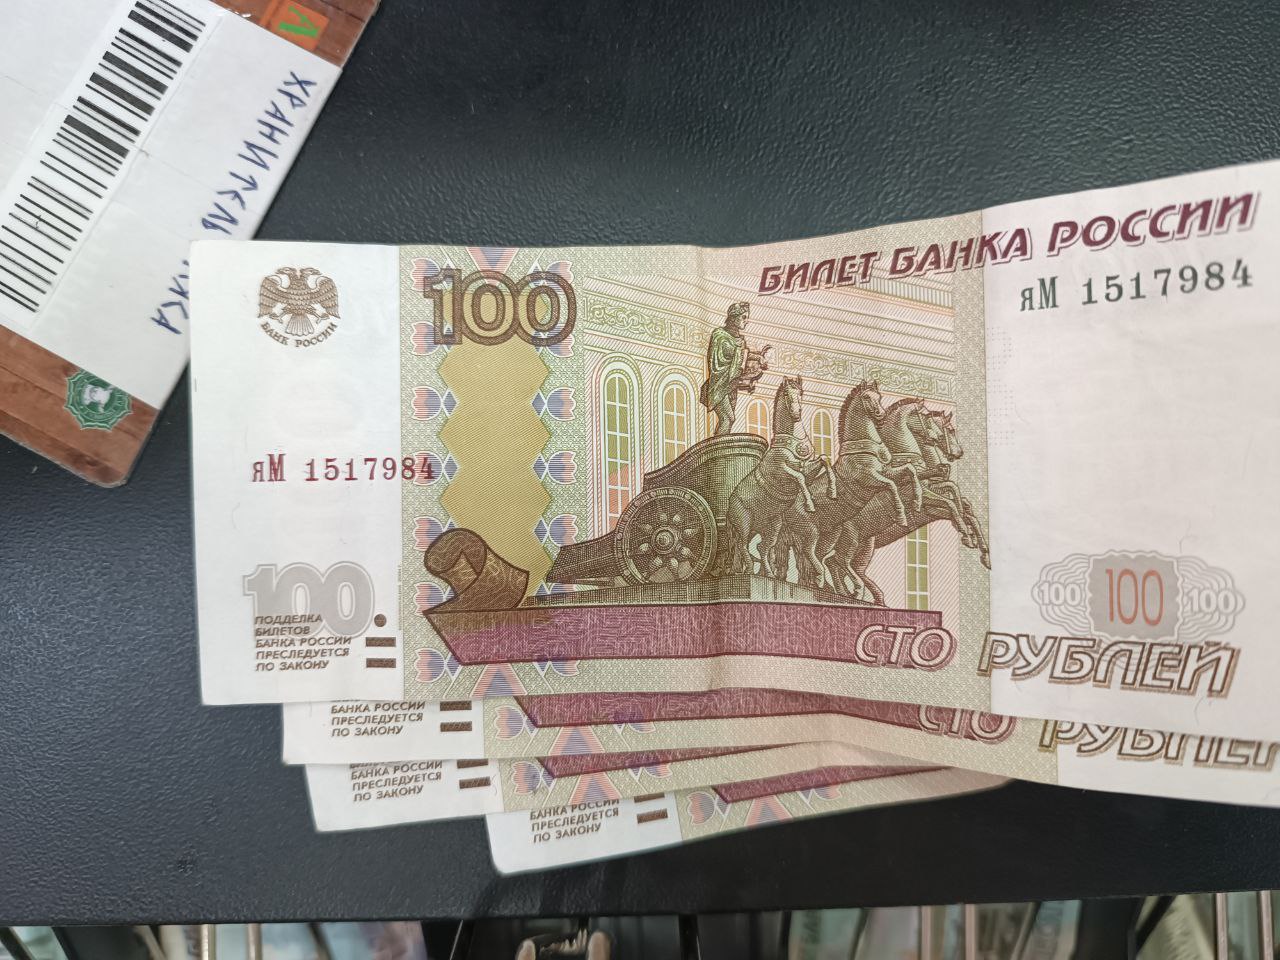 Л
ХРАНИТЕЛЬ
БАНК РОССИИ
100
БИЛЕТ БАНКА РОССИИ
яМ 1517984
яМ 1517984
100
ПОДДЕЛКА
БИЛЕТОВ
БАНКА РОССИИ
ПРЕСЛЕДУЕТСЯ
ПО ЗАКОНУ
100 100 100
СТО РУБЛЕЙ
БАНКА РОССИИ
ПРЕСЛЕДУЕТСЯ
ПО ЗАКОНУ
СТО РУБЛЕЙ
БАНКА РОССИИ
ПРЕСЛЕДУЕТСЯ
ПО ЗАКОНУ
БАНКА РОССИИ
ПРЕСЛЕДУЕТСЯ
ПО ЗАКОНУ